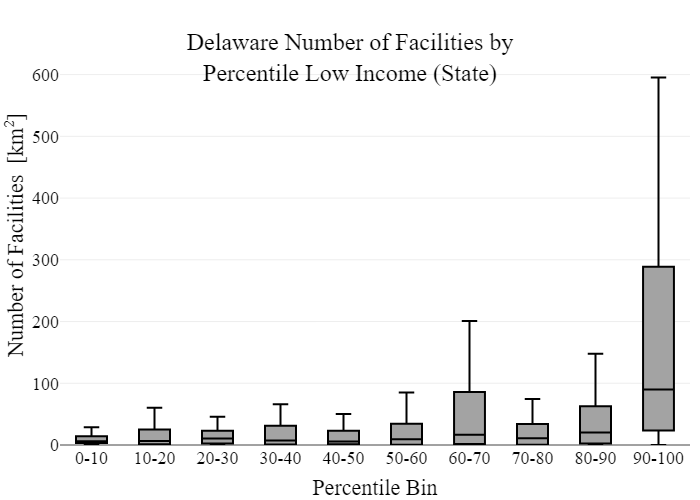 Delaware Number of Facilities by
Percentile Low Income (State)
Number of Facilities [km²]
600
500
400
300
200
100
0
0-10 10-20 20-30 30-40 40-50 50-60 60-70 70-80 80-90 90-100
Percentile Bin